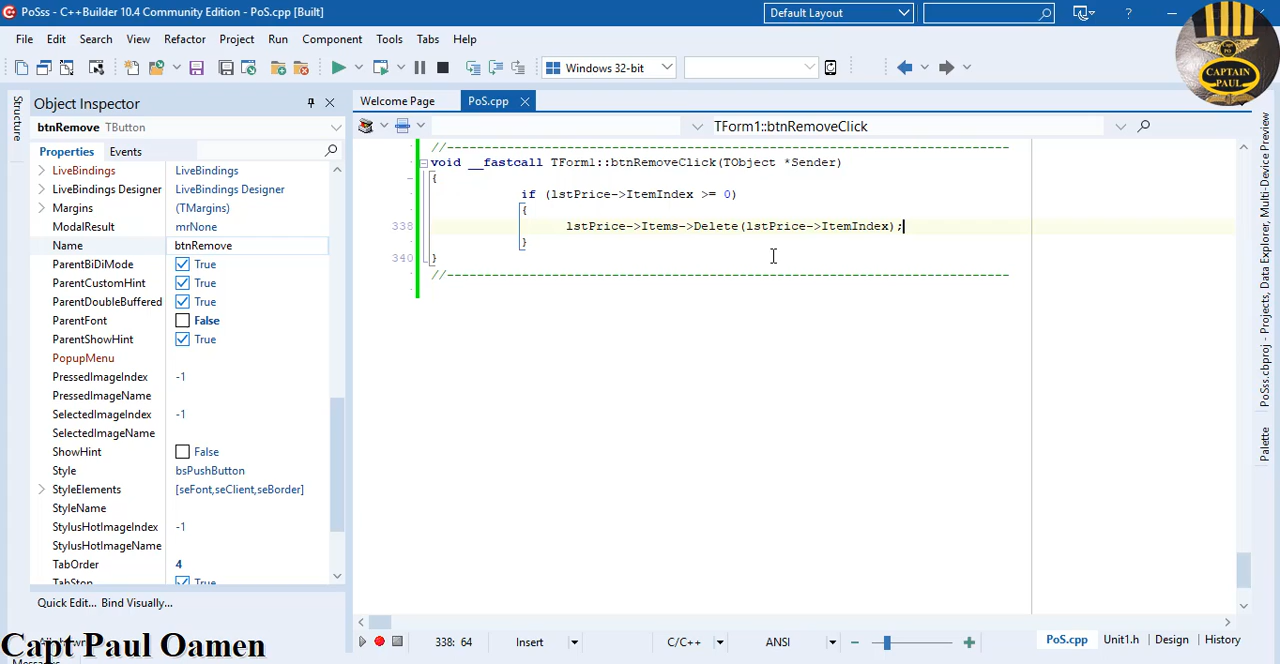 PoSss - C++Builder 10.4 Community Edition - PoS.cpp [Built]
Default Layout
?
File Edit Search View Refactor Project Run Component Tools Tabs Help
Windows 32-bit
CAPTAIN
PAUL
Structure
Object Inspector
btnRemove TButton
Properties Events
LiveBindings LiveBindings
LiveBindings Designer LiveBindings Designer
Margins (TMargins)
ModalResult mrNone
Name btnRemove
ParentBiDiMode True
ParentCustomHint True
ParentDoubleBuffered True
ParentFont False
ParentShowHint True
PopupMenu
PressedImageIndex -1
PressedImageName
SelectedImageIndex -1
SelectedImageName
ShowHint False
Style bsPushButton
StyleElements [seFont,seClient,seBorder]
StyleName
StylusHotImageIndex -1
StylusHotImageName
TabOrder 4
TabStop True
Quick Edit... Bind Visually...
Capt Paul Oamen
Welcome Page PoS.cpp
TForm1::btnRemoveClick
//---------------------------------------------------------------------------
void __fastcall TForm1::btnRemoveClick(TObject *Sender)
{
if (lstPrice->ItemIndex >= 0)
{
338 lstPrice->Items->Delete(lstPrice->ItemIndex);
}
340 }
//---------------------------------------------------------------------------
338: 64 Insert C/C++ ANSI
PoS.cpp Unit1.h Design History
PoSss.cbproj - Projects, Data Explorer, Multi-Device Preview
Palette